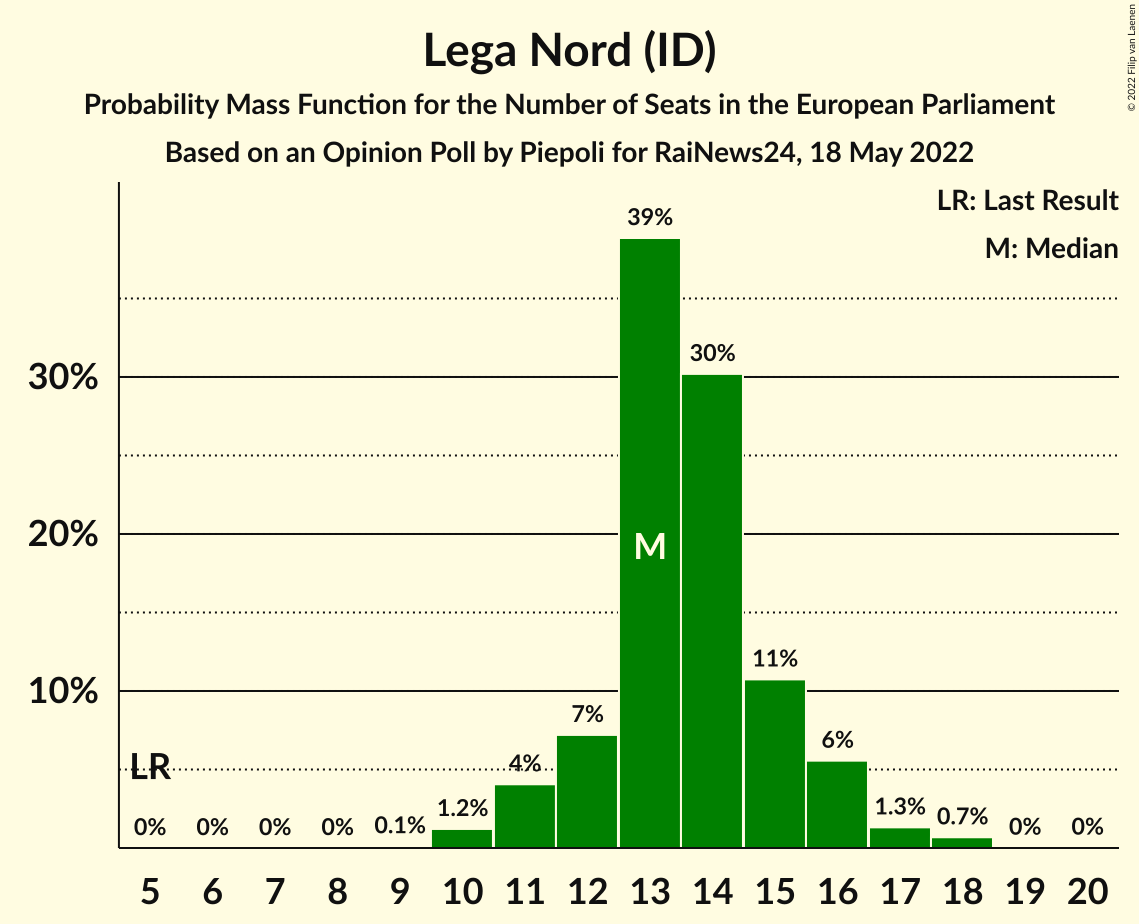 Lega Nord (ID)
Probability Mass Function for the Number of Seats in the European Parliament
Based on an Opinion Poll by Piepoli for RaiNews24, 18 May 2022
© 2022 Filip van Laenen
LR: Last Result
M: Median
39%
30%
30%
20%
M
11%
10%
7%
6%
LR
4%
0%
0%
0%
0%
0.1%
1.2%
1.3%
0.7%
0%
0%
5 6 7 8 9 10 11 12 13 14 15 16 17 18 19 20